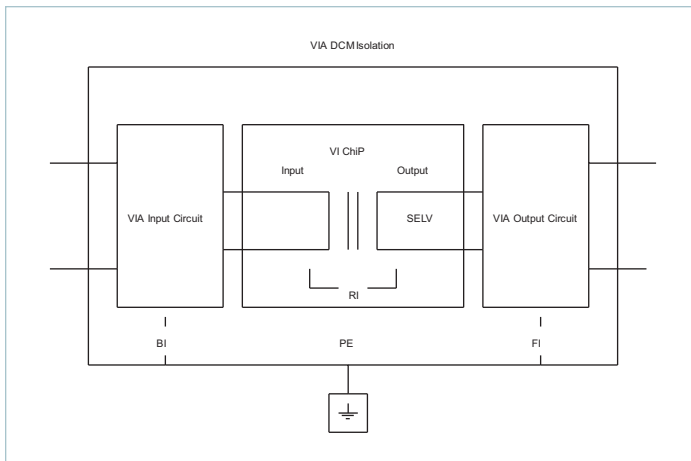 VIA DCM Isolation
VI ChiP
Input
Output
VIA Input Circuit
SELV
VIA Output Circuit
RI
BI
PE
FI